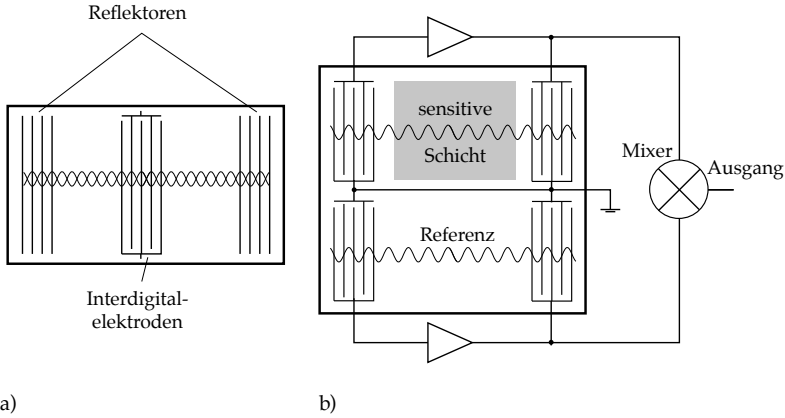 Reflektoren
Interdigital-
elektroden
a)
sensitive
Schicht
Referenz
Mixer
Ausgang
b)